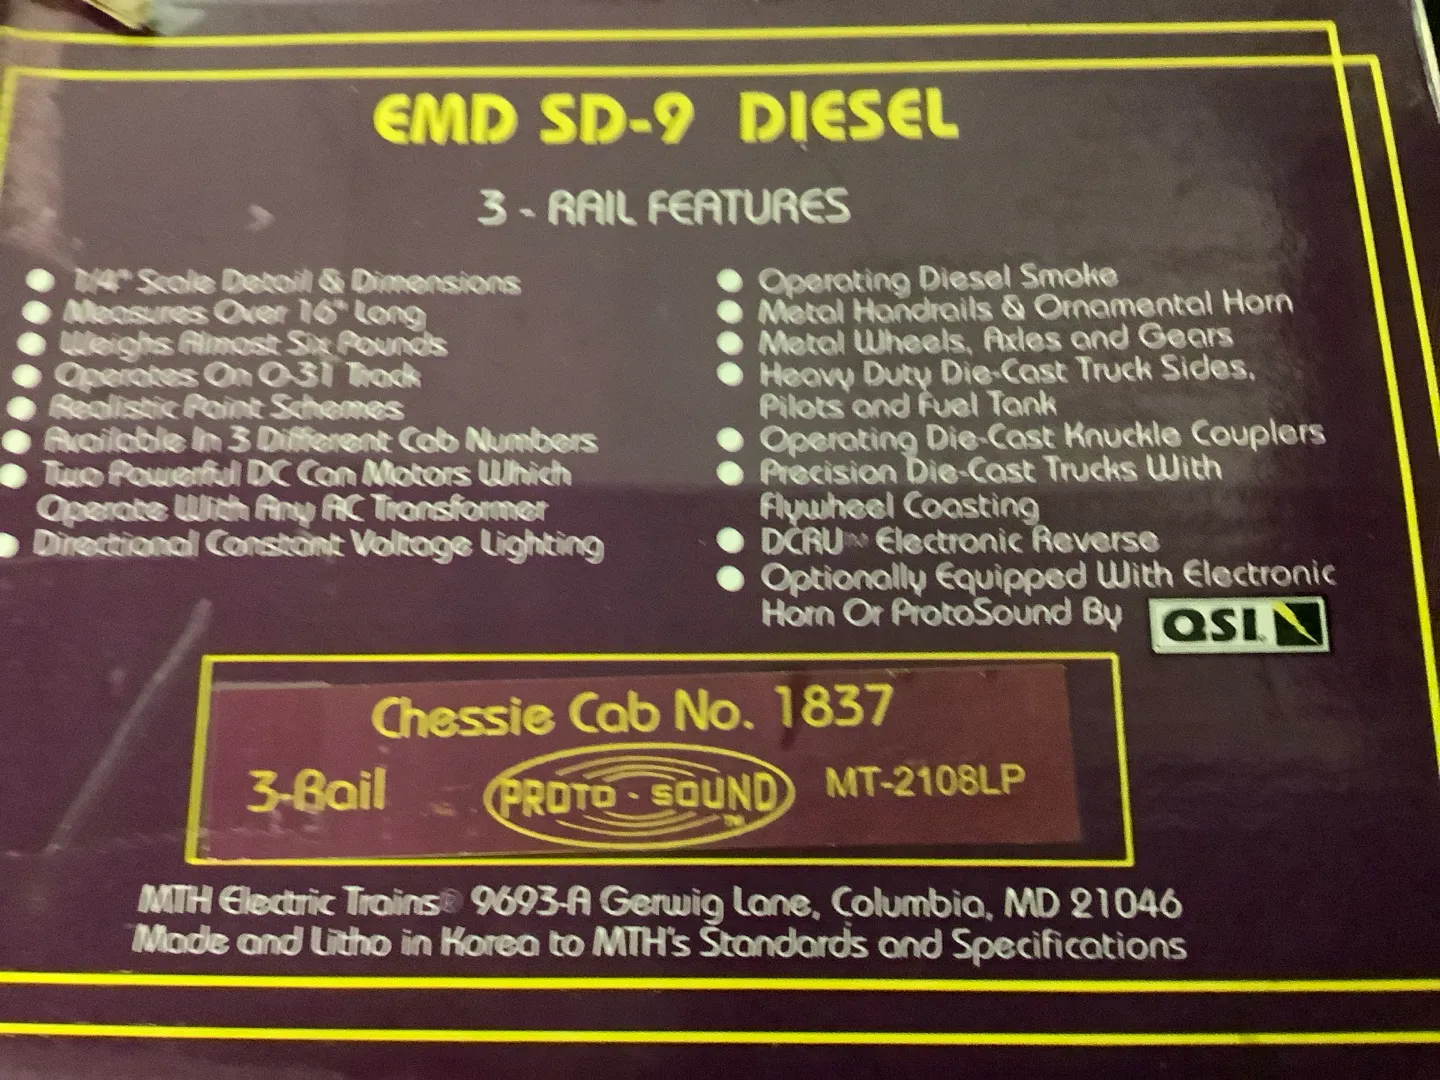 EMD SD-9 DIESEL
3 - RAIL FEATURES
1/4" Scale Detail & Dimensions
Measures Over 16" Long
Weighs Almost Six Pounds
Operates On O-31 Track
Realistic Paint Schemes
Available In 3 Different Cab Numbers
Two Powerful DC Can Motors Which
Operate With Any AC Transformer
Directional Constant Voltage Lighting
Operating Diesel Smoke
Metal Handrails & Ornamental Horn
Metal Wheels, Axles and Gears
Heavy Duty Die-Cast Truck Sides,
Pilots and Fuel Tank
Operating Die-Cast Knuckle Couplers
Precision Die-Cast Trucks With
Flywheel Coasting
DCRU™ Electronic Reverse
Optionally Equipped With Electronic
Horn Or ProtoSound By QSI
Chessie Cab No. 1837
3-Rail PROTO-SOUND™ MT-2108LP
MTH Electric Trains® 9693-A Gerwig Lane, Columbia, MD 21046
Made and Litho in Korea to MTH's Standards and Specifications